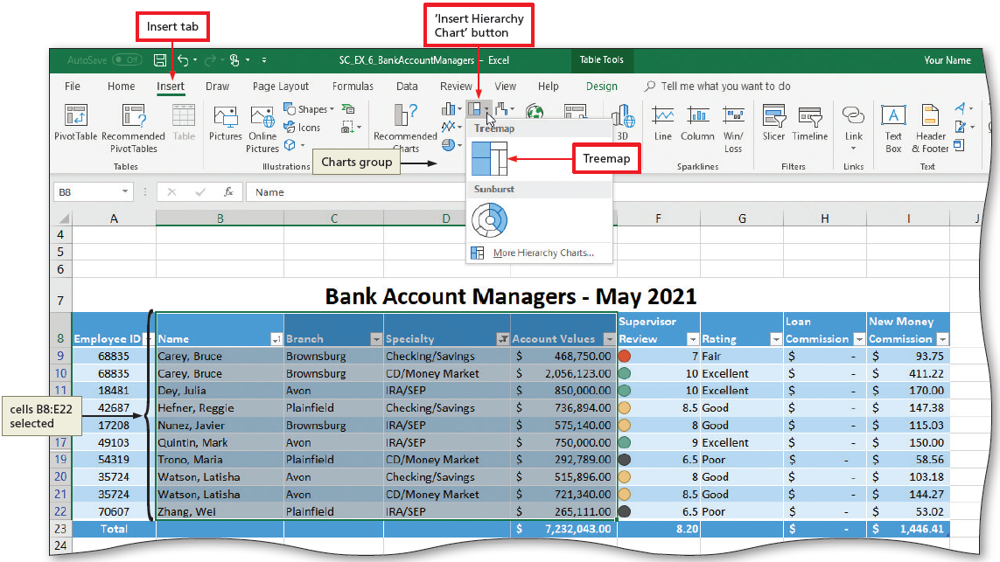 Insert tab
'Insert Hierarchy
Chart' button
AutoSave Off
SC_EX_6_BankAccountManagers - Excel
Table Tools
Your Name
File Home Insert Draw Page Layout Formulas Data Review View Help Design Tell me what you want to do
PivotTable
Recommended
PivotTables
Table
Tables
Pictures
Online
Pictures
Shapes
Icons
Illustrations
Recommended
Charts
Charts group
Treemap
Treemap
Sunburst
More Hierarchy Charts...
3D
Line
Column
Win/
Loss
Sparklines
Slicer
Timeline
Filters
Link
Links
Text
Box
Header
& Footer
Text
B8 fx Name
A B C D F G H I J
4
5
6
7 Bank Account Managers - May 2021
8 Employee ID Name Branch Specialty Account Values Supervisor Review Rating Loan Commission New Money Commission
9 68835 Carey, Bruce Brownsburg Checking/Savings $ 468,750.00 7 Fair $ - $ 93.75
10 68835 Carey, Bruce Brownsburg CD/Money Market $ 2,056,123.00 10 Excellent $ - $ 411.22
11 18481 Dey, Julia Avon IRA/SEP $ 850,000.00 10 Excellent $ - $ 170.00
42687 Hefner, Reggie Plainfield Checking/Savings $ 736,894.00 8.5 Good $ - $ 147.38
17208 Nunez, Javier Brownsburg IRA/SEP $ 575,140.00 8 Good $ - $ 115.03
17 49103 Quintin, Mark Avon IRA/SEP $ 750,000.00 9 Excellent $ - $ 150.00
19 54319 Trono, Maria Plainfield CD/Money Market $ 292,789.00 6.5 Poor $ - $ 58.56
20 35724 Watson, Latisha Avon Checking/Savings $ 515,896.00 8 Good $ - $ 103.18
21 35724 Watson, Latisha Avon CD/Money Market $ 721,340.00 8.5 Good $ - $ 144.27
22 70607 Zhang, Wei Plainfield IRA/SEP $ 265,111.00 6.5 Poor $ - $ 53.02
23 Total $ 7,232,043.00 8.20 $ - $ 1,446.41
24
cells B8:E22
selected